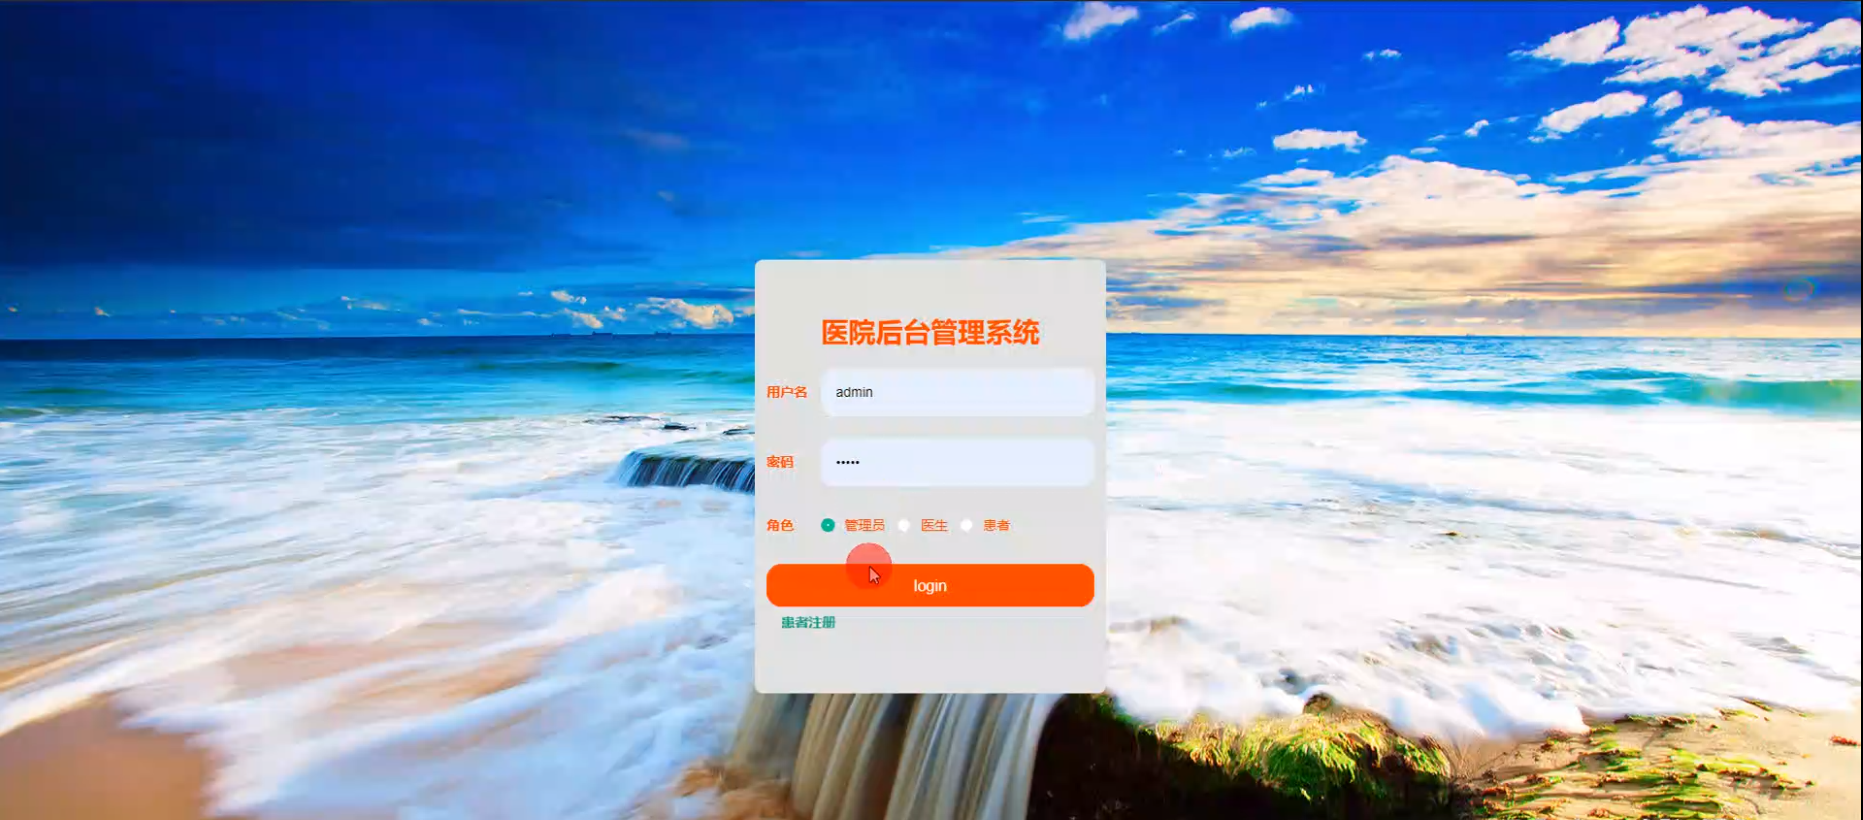 医院后台管理系统
用户名 admin
密码 •••••
角色 管理员 医生 患者
login
患者注册